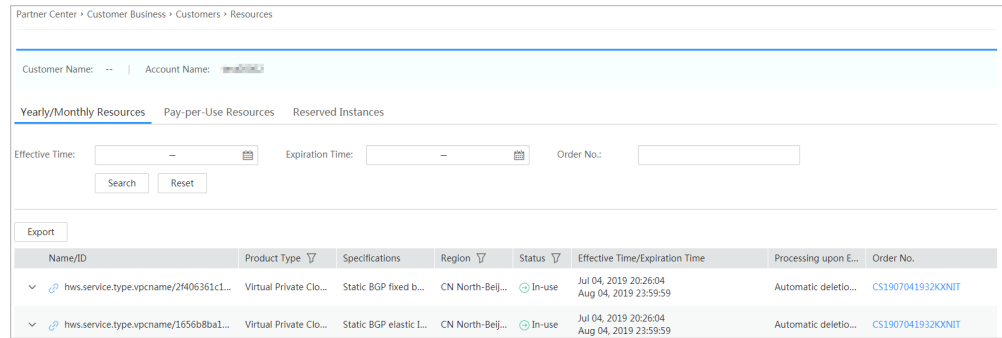 Partner Center › Customer Business › Customers › Resources
Customer Name: -- | Account Name:
Yearly/Monthly Resources Pay-per-Use Resources Reserved Instances
Effective Time: -- Expiration Time: -- Order No.:
Search Reset
Export
Name/ID Product Type Specifications Region Status Effective Time/Expiration Time Processing upon E... Order No.
hws.service.type.vpcname/2f406361c1... Virtual Private Clo... Static BGP fixed b... CN North-Beij... In-use Jul 04, 2019 20:26:04 Automatic deletio... CS1907041932KXNIT
Aug 04, 2019 23:59:59
hws.service.type.vpcname/1656b8ba1... Virtual Private Clo... Static BGP elastic I... CN North-Beij... In-use Jul 04, 2019 20:26:04 Automatic deletio... CS1907041932KXNIT
Aug 04, 2019 23:59:59